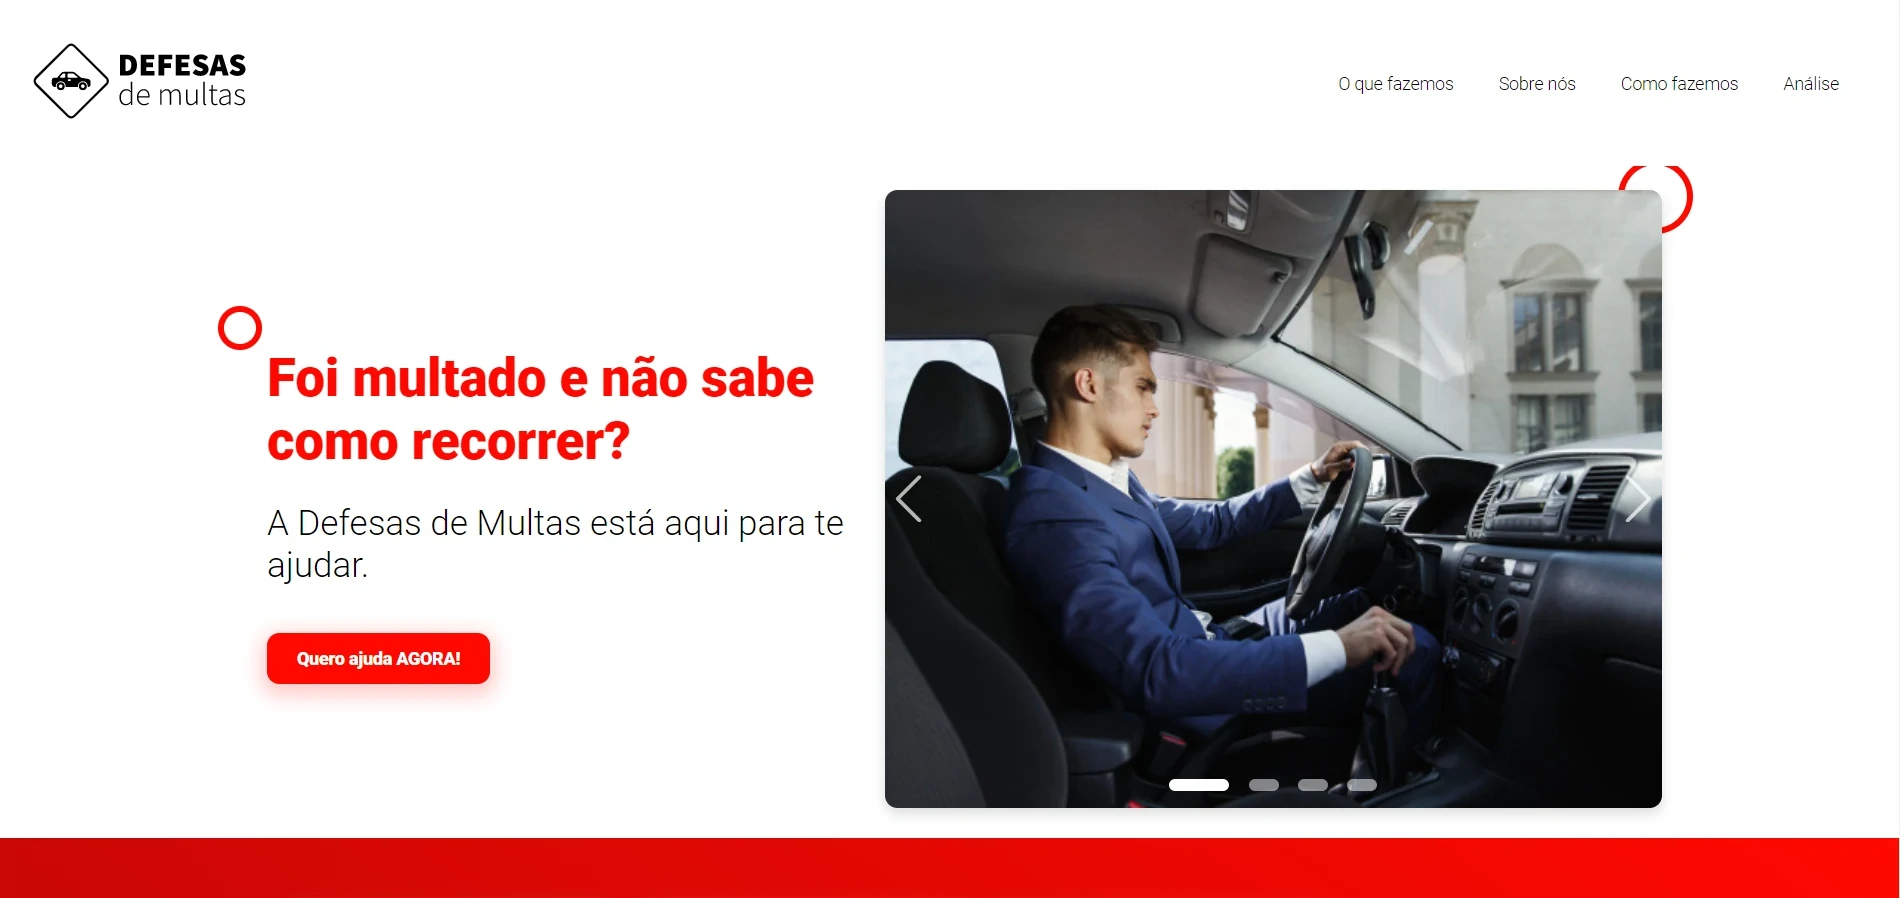 DEFESAS
de multas
O que fazemos
Sobre nós
Como fazemos
Análise
Foi multado e não sabe
como recorrer?
A Defesas de Multas está aqui para te
ajudar.
Quero ajuda AGORA!